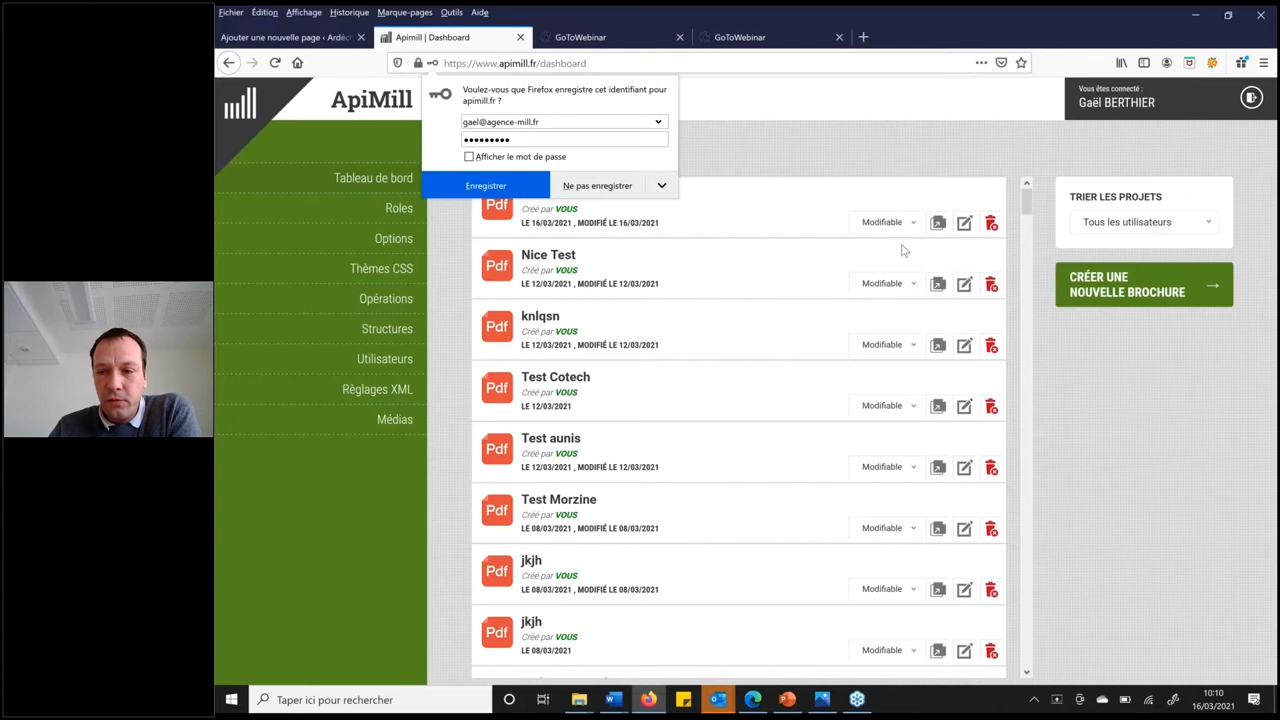 Fichier Édition Affichage Historique Marque-pages Outils Aide
Ajouter une nouvelle page ‹ Ardèch
Apimill | Dashboard
GoToWebinar
GoToWebinar
https://www.apimill.fr/dashboard
ApiMill
Vous êtes connecté :
Gaël BERTHIER
Voulez-vous que Firefox enregistre cet identifiant pour
apimill.fr ?
gael@agence-mill.fr
•••••••••
Afficher le mot de passe
Enregistrer
Ne pas enregistrer
Tableau de bord
Roles
Options
Thèmes CSS
Opérations
Structures
Utilisateurs
Règlages XML
Médias
Pdf
Créé par VOUS
LE 16/03/2021 , MODIFIÉ LE 16/03/2021
Modifiable
Pdf
Nice Test
Créé par VOUS
LE 12/03/2021 , MODIFIÉ LE 12/03/2021
Modifiable
Pdf
knlqsn
Créé par VOUS
LE 12/03/2021 , MODIFIÉ LE 12/03/2021
Modifiable
Pdf
Test Cotech
Créé par VOUS
LE 12/03/2021
Modifiable
Pdf
Test aunis
Créé par VOUS
LE 12/03/2021 , MODIFIÉ LE 12/03/2021
Modifiable
Pdf
Test Morzine
Créé par VOUS
LE 08/03/2021 , MODIFIÉ LE 08/03/2021
Modifiable
Pdf
jkjh
Créé par VOUS
LE 08/03/2021 , MODIFIÉ LE 08/03/2021
Modifiable
Pdf
jkjh
Créé par VOUS
LE 08/03/2021
Modifiable
TRIER LES PROJETS
Tous les utilisateurs
CRÉER UNE
NOUVELLE BROCHURE
Taper ici pour rechercher
10:10
16/03/2021